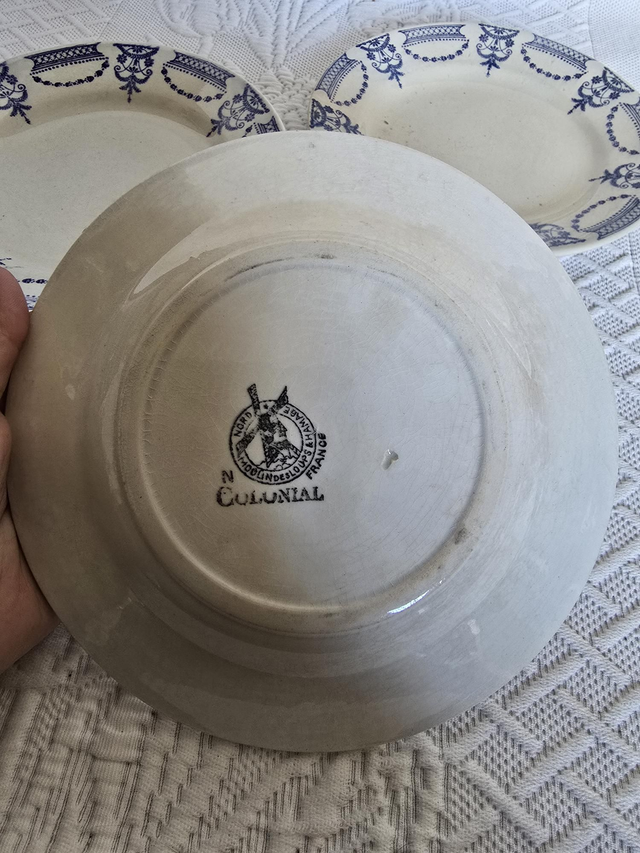 NORD
MOULIN DES LOUPS & HAMAGE
FRANCE
N
COLONIAL